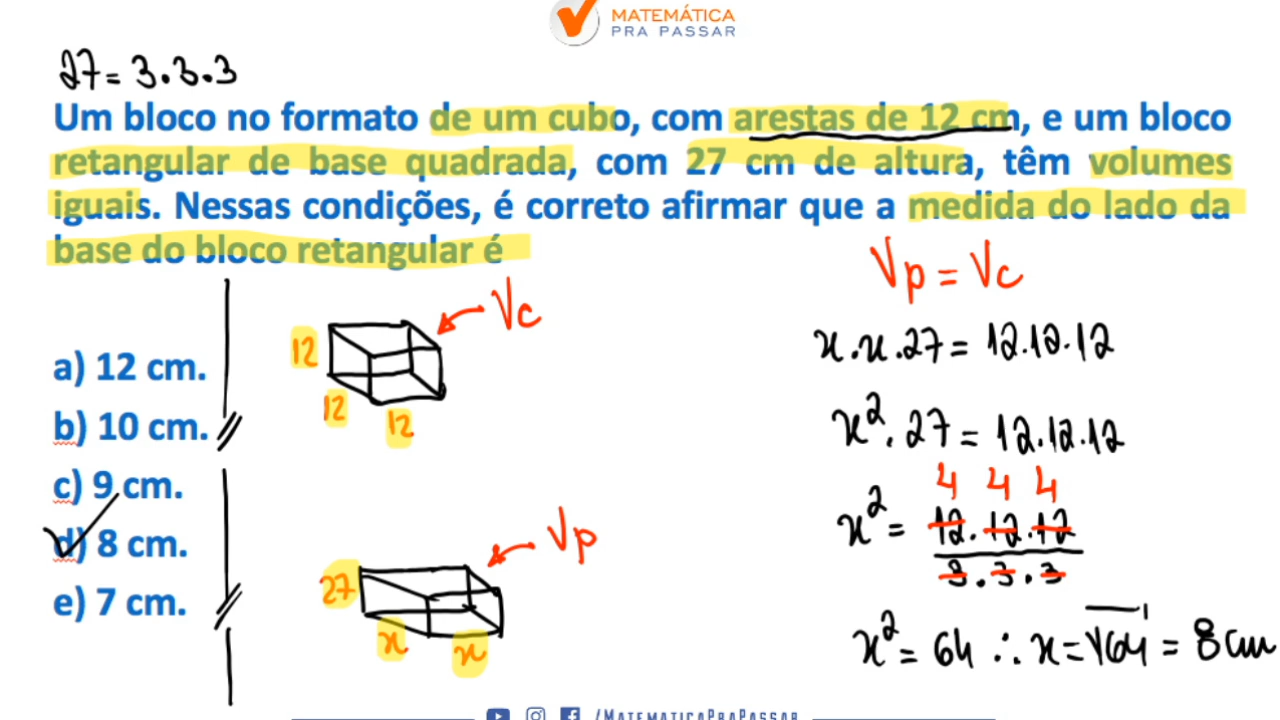 MATEMÁTICA
PRA PASSAR
27 = 3.3.3
Um bloco no formato de um cubo, com arestas de 12 cm, e um bloco
retangular de base quadrada, com 27 cm de altura, têm volumes
iguais. Nessas condições, é correto afirmar que a medida do lado da
base do bloco retangular é
a) 12 cm.
b) 10 cm.
c) 9 cm.
d) 8 cm.
e) 7 cm.
Vc
12
12
12
Vp
27
x
x
Vp = Vc
x.x.27 = 12.12.12
x². 27 = 12.12.12
4 4 4
x² = 12.12.12
3.3.3
x² = 64 ∴ x = √64 = 8 cm
/MATEMATICAPRAPASSAR